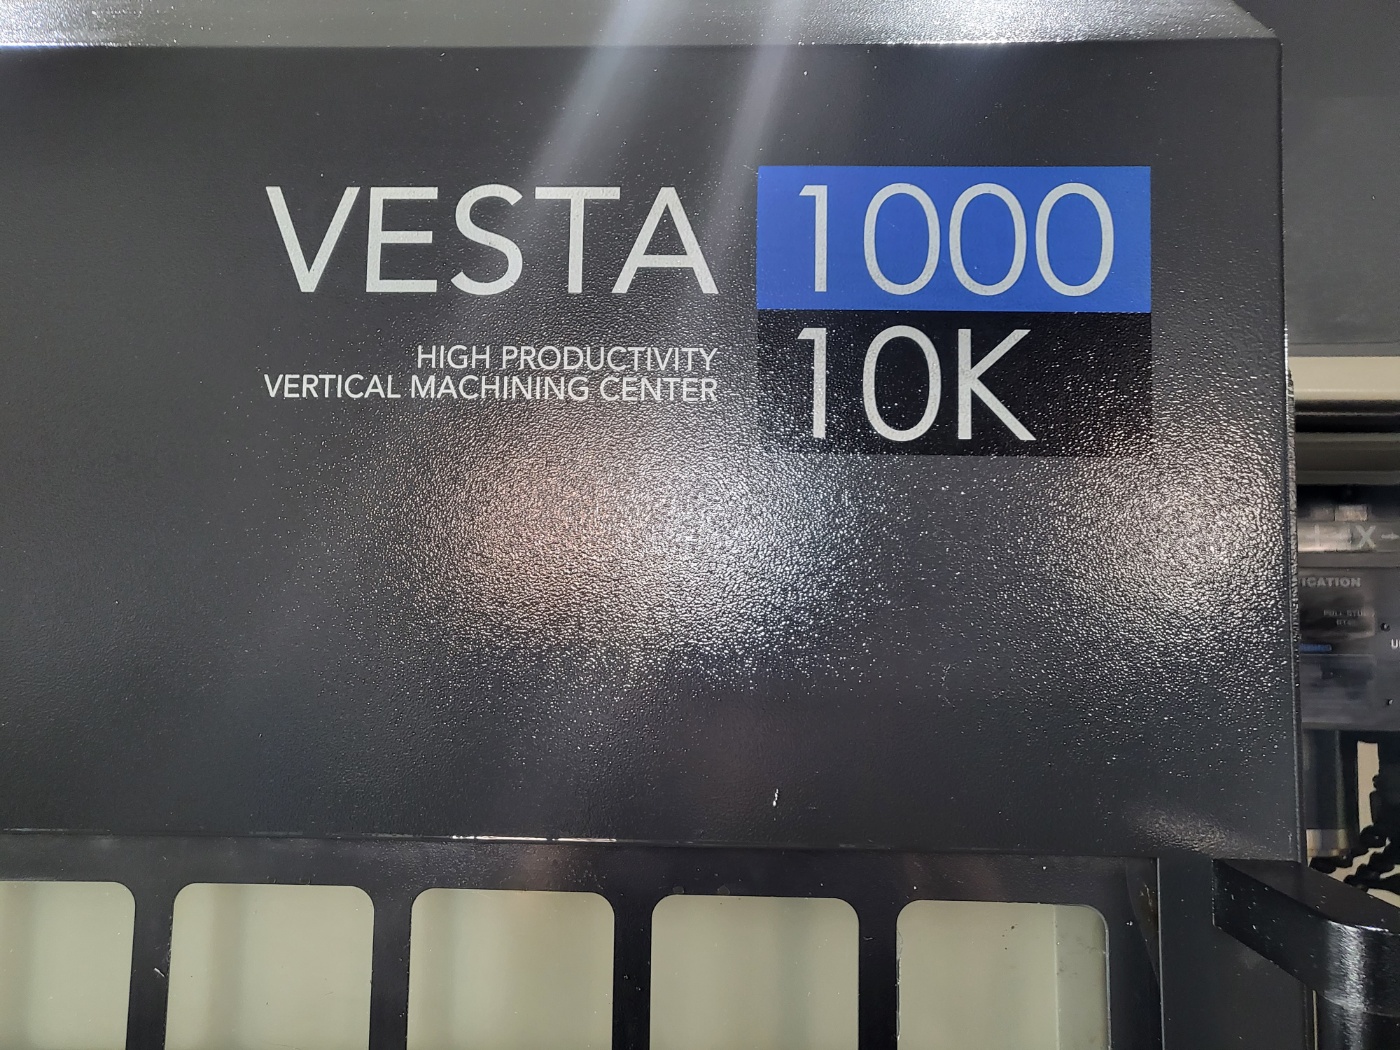 VESTA 1000
10K
HIGH PRODUCTIVITY
VERTICAL MACHINING CENTER
X